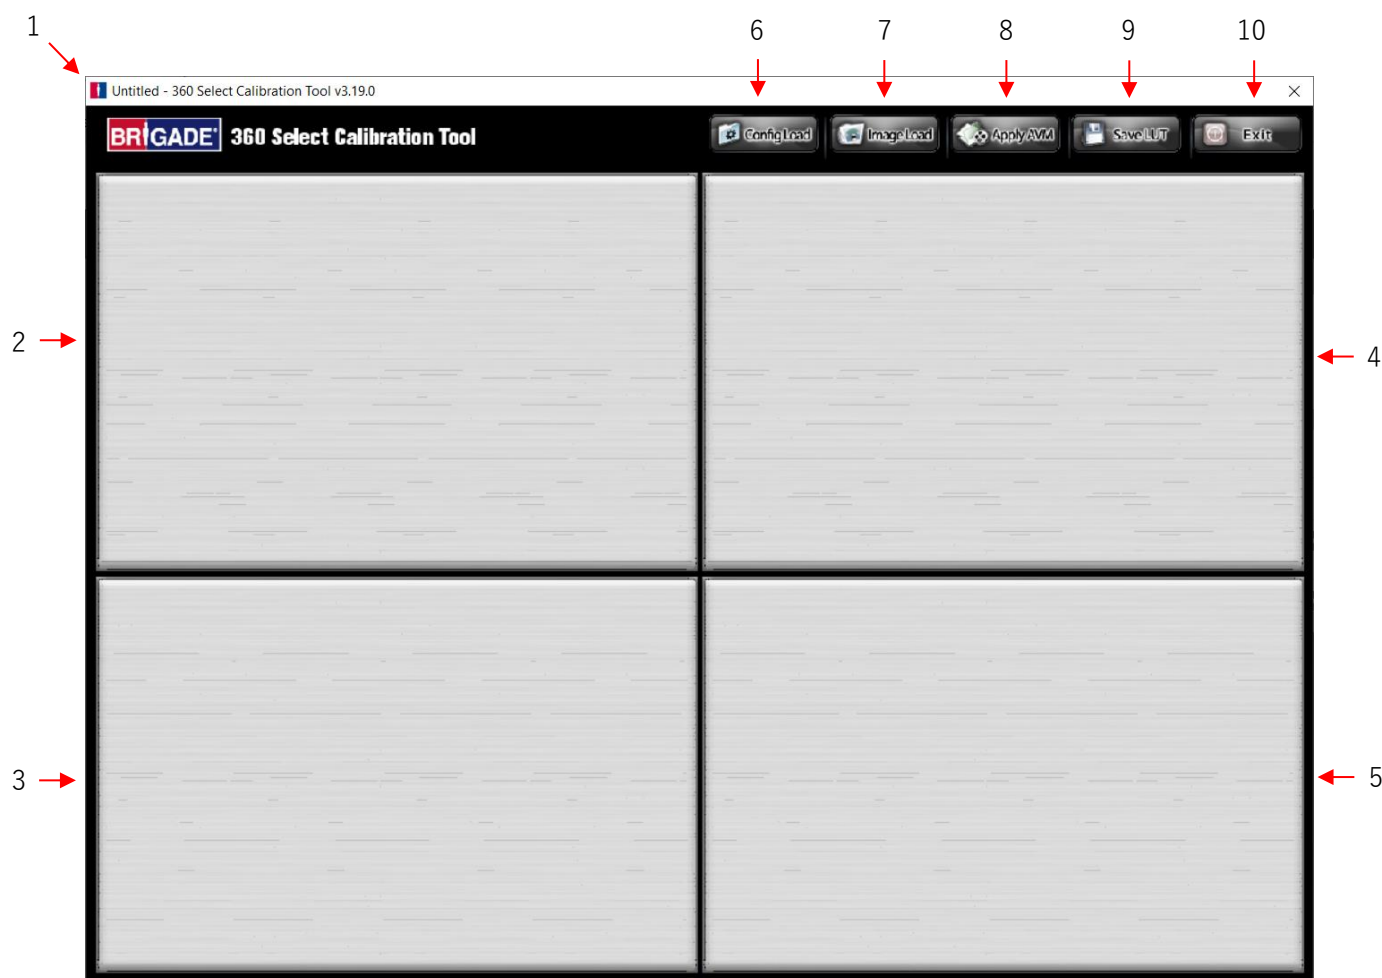 1
6
7
8
9
10
Untitled - 360 Select Calibration Tool v3.19.0
BRIGADE
360 Select Calibration Tool
Config Load
Image Load
Apply AVM
Save LUT
Exit
2
4
3
5